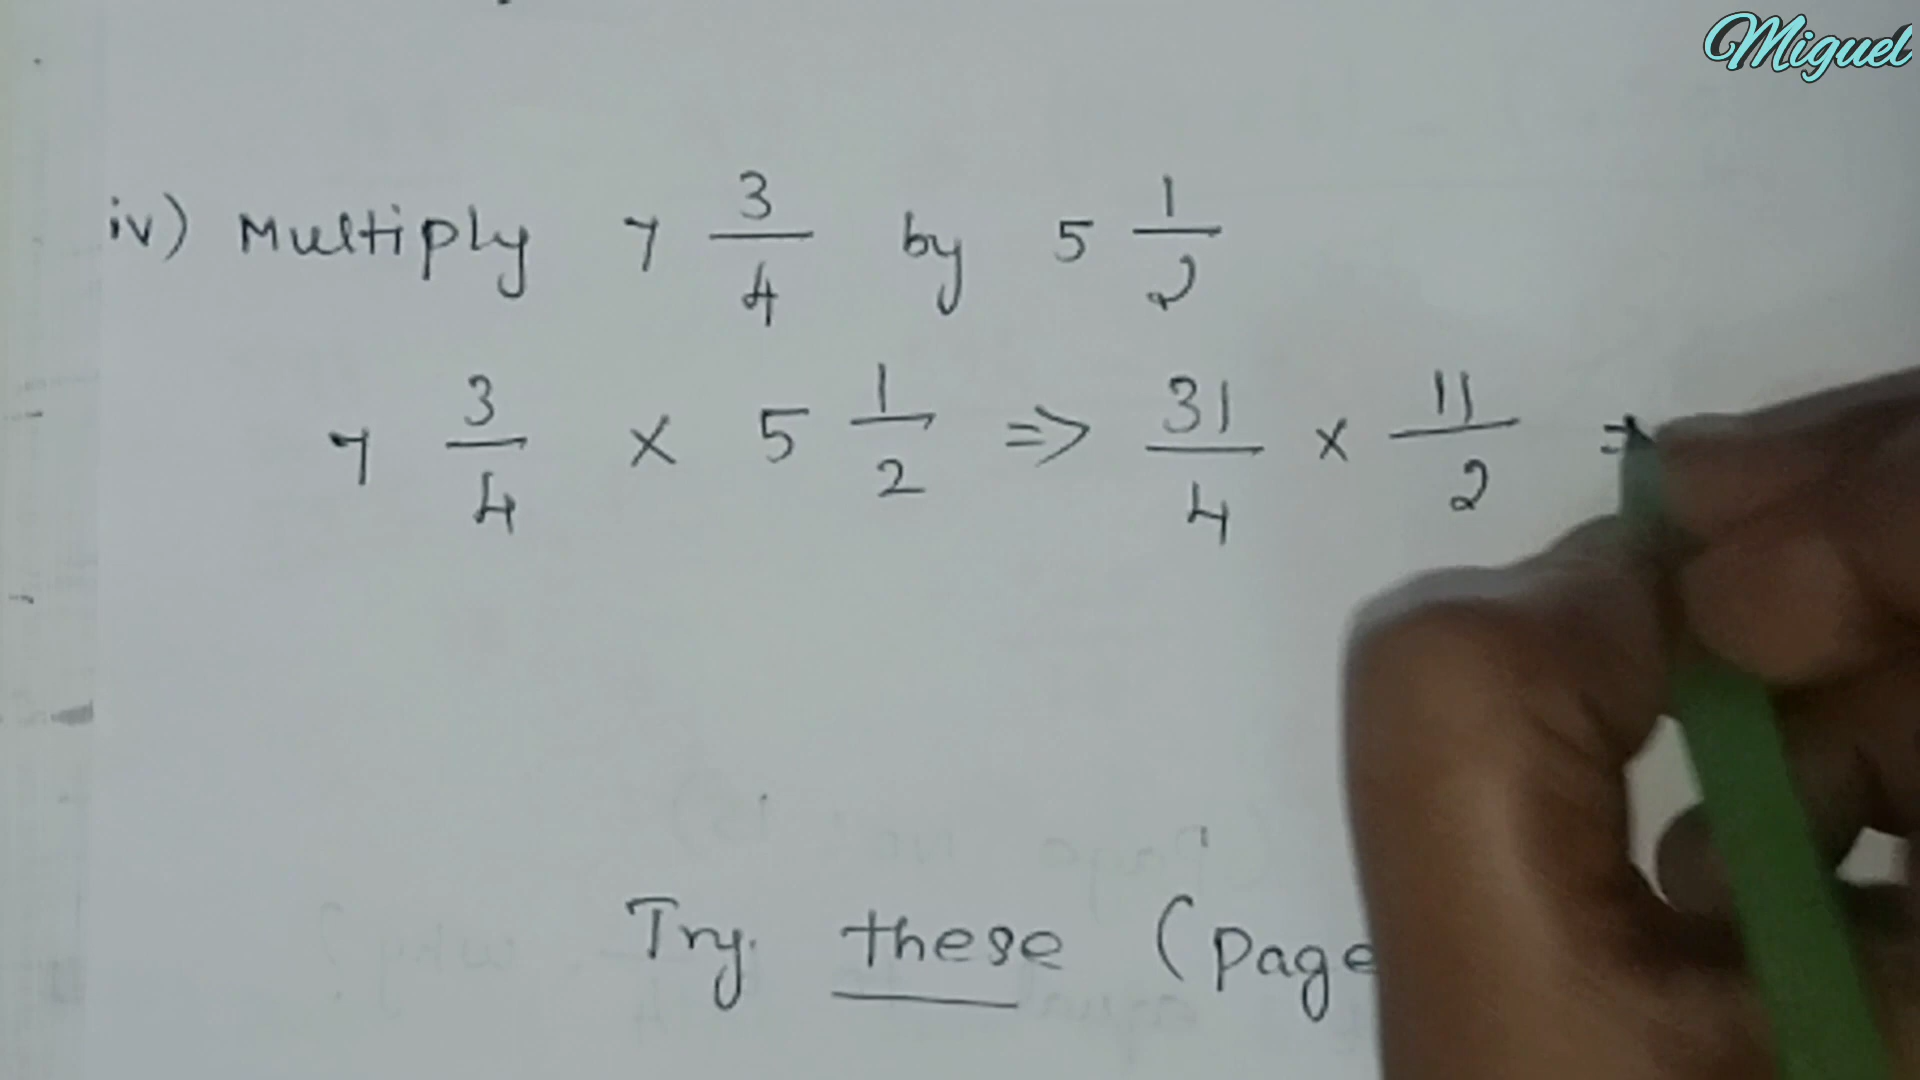 Miguel
iv) Multiply 7 3/4 by 5 1/2
7 3/4 × 5 1/2 => 31/4 × 11/2 =
Try these (page